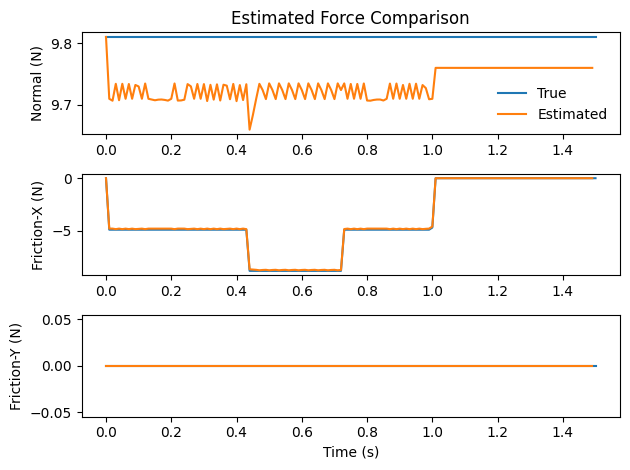 Estimated Force Comparison
Normal (N)
9.8
9.7
True
Estimated
0.0 0.2 0.4 0.6 0.8 1.0 1.2 1.4
Friction-X (N)
0
−5
0.0 0.2 0.4 0.6 0.8 1.0 1.2 1.4
Friction-Y (N)
0.05
0.00
−0.05
0.0 0.2 0.4 0.6 0.8 1.0 1.2 1.4
Time (s)